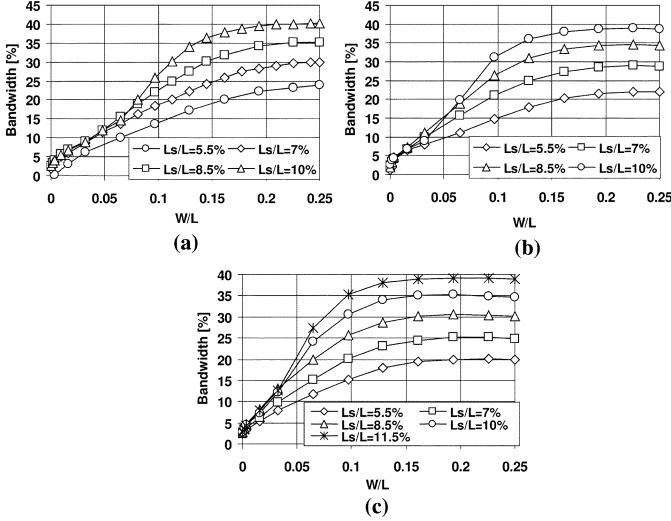 Bandwidth [%]
45
40
35
30
25
20
15
10
5
0
0
0.05
0.1
0.15
0.2
0.25
W/L
Ls/L=5.5%
Ls/L=7%
Ls/L=8.5%
Ls/L=10%
(a)
Bandwidth [%]
45
40
35
30
25
20
15
10
5
0
0
0.05
0.1
0.15
0.2
0.25
W/L
Ls/L=5.5%
Ls/L=7%
Ls/L=8.5%
Ls/L=10%
(b)
Bandwidth [%]
40
35
30
25
20
15
10
5
0
0
0.05
0.1
0.15
0.2
0.25
W/L
Ls/L=5.5%
Ls/L=7%
Ls/L=8.5%
Ls/L=10%
Ls/L=11.5%
(c)